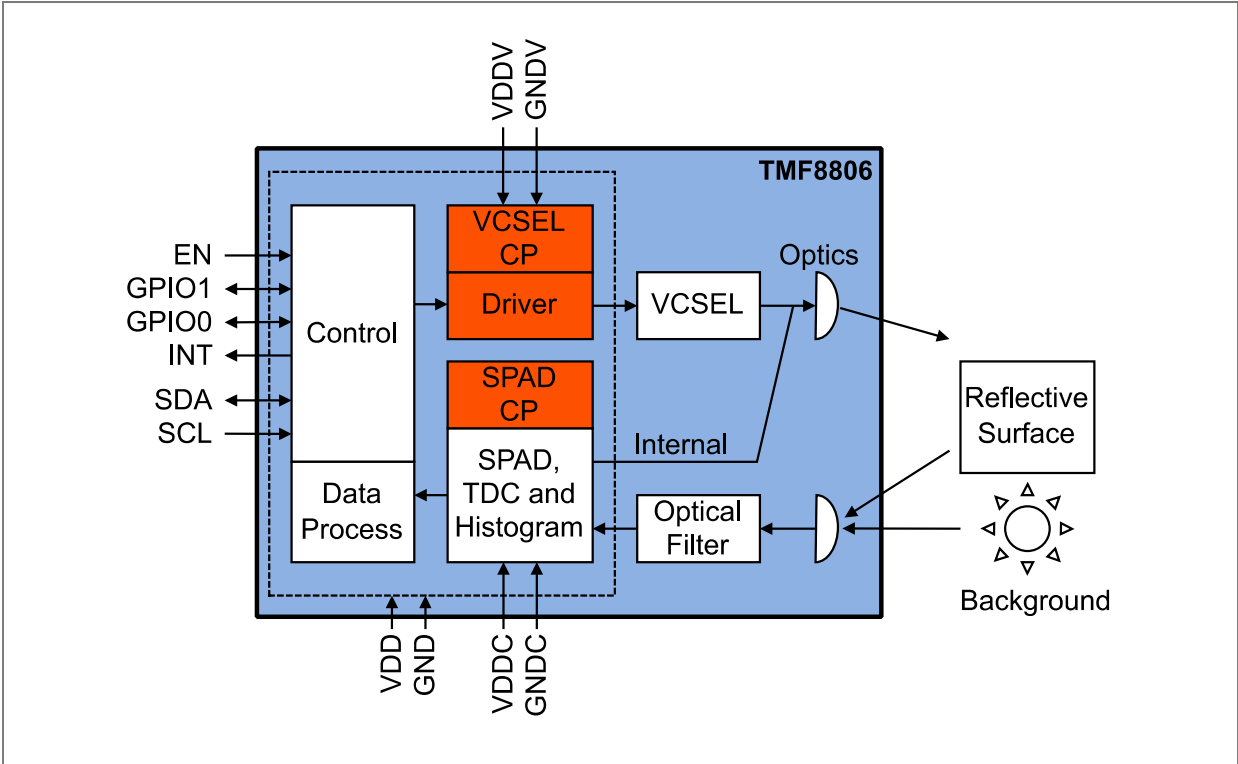 VDDV
GNDV
TMF8806
EN
GPIO1
GPIO0
INT
SDA
SCL
Control
Data
Process
VCSEL
CP
Driver
SPAD
CP
SPAD,
TDC and
Histogram
VCSEL
Optics
Internal
Optical
Filter
Reflective
Surface
Background
VDD
GND
VDDC
GNDC